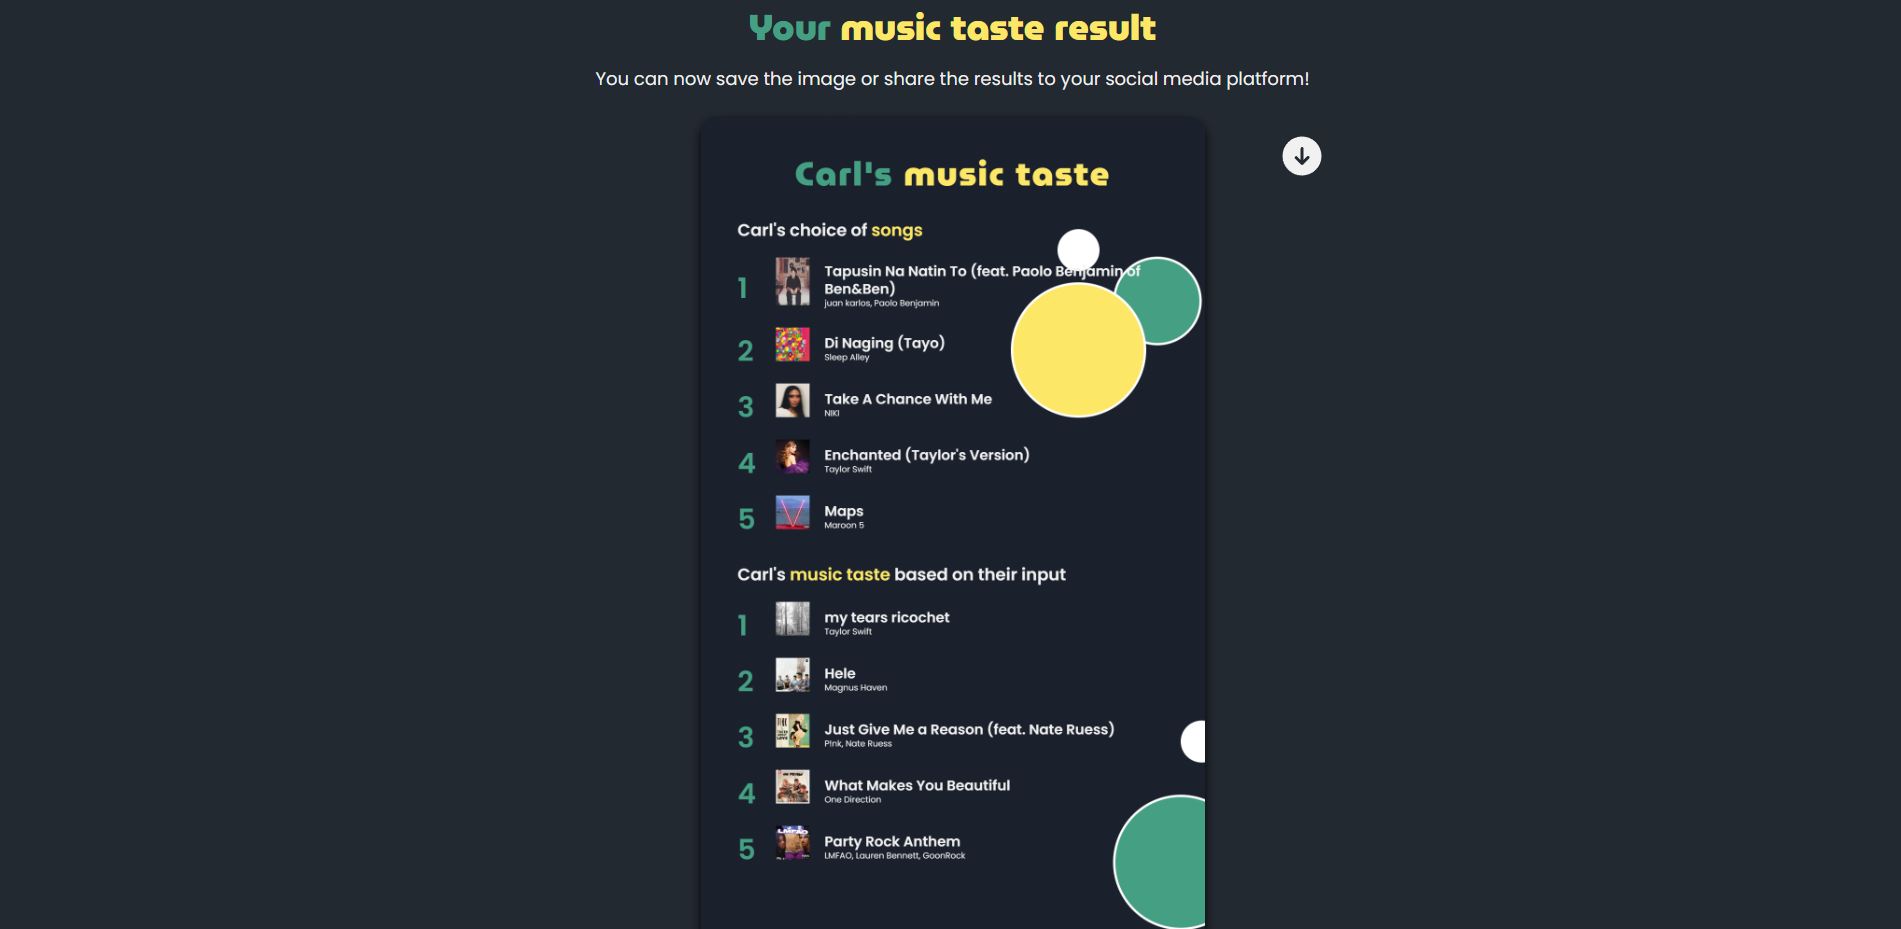 Your music taste result
You can now save the image or share the results to your social media platform!
Carl's music taste
Carl's choice of songs
1
Tapusin Na Natin To (feat. Paolo Benjamin of
Ben&Ben)
juan karlos, Paolo Benjamin
2
Di Naging (Tayo)
Sleep Alley
3
Take A Chance With Me
NIKI
4
Enchanted (Taylor's Version)
Taylor Swift
5
Maps
Maroon 5
Carl's music taste based on their input
1
my tears ricochet
Taylor Swift
2
Hele
Magnus Haven
3
Just Give Me a Reason (feat. Nate Ruess)
P!nk, Nate Ruess
4
What Makes You Beautiful
One Direction
5
LMFAO
Party Rock Anthem
LMFAO, Lauren Bennett, GoonRock